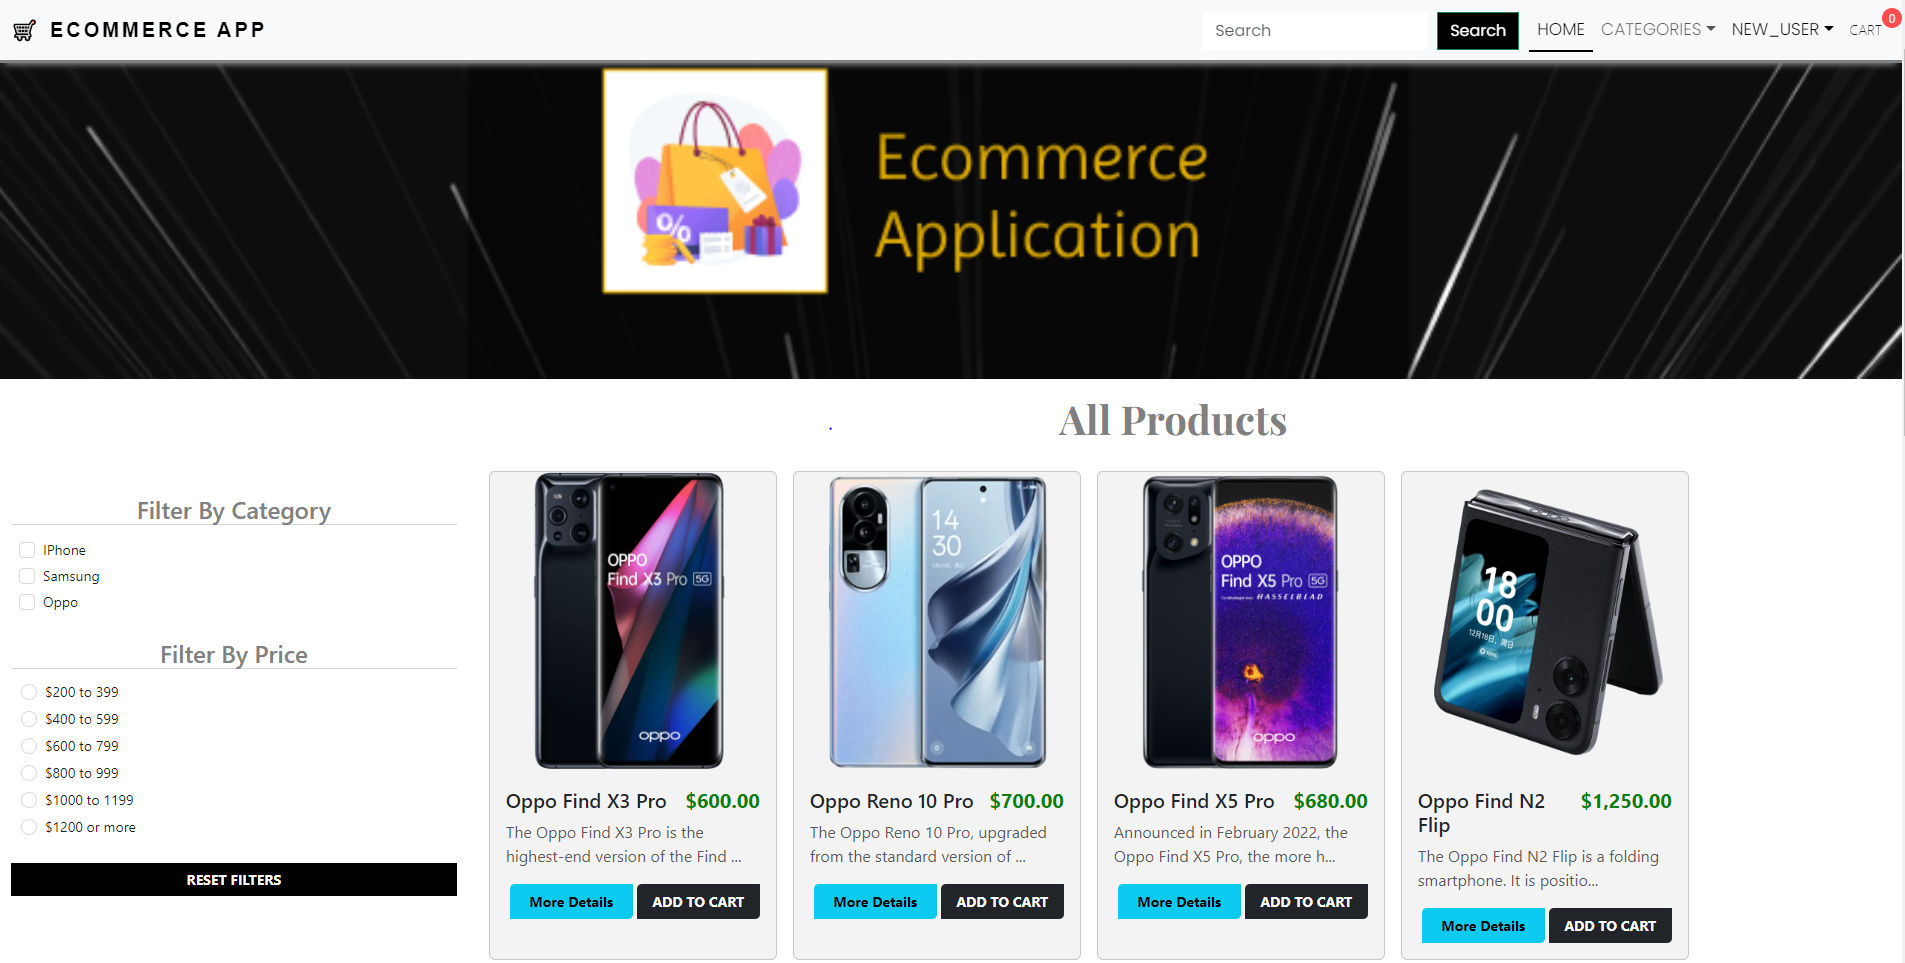 ECOMMERCE APP
Search
Search
HOME
CATEGORIES
NEW_USER
CART
0
%
Ecommerce
Application
All Products
Filter By Category
IPhone
Samsung
Oppo
Filter By Price
$200 to 399
$400 to 599
$600 to 799
$800 to 999
$1000 to 1199
$1200 or more
RESET FILTERS
OPPO
Find X3 Pro 5G
oppo
Oppo Find X3 Pro $600.00
The Oppo Find X3 Pro is the
highest-end version of the Find ...
More Details ADD TO CART
14
30
Oppo Reno 10 Pro $700.00
The Oppo Reno 10 Pro, upgraded
from the standard version of ...
More Details ADD TO CART
OPPO
Find X5 Pro 5G
HASSELBLAD
oppo
Oppo Find X5 Pro $680.00
Announced in February 2022, the
Oppo Find X5 Pro, the more h...
More Details ADD TO CART
oppo
18
00
Oppo Find N2 $1,250.00
Flip
The Oppo Find N2 Flip is a folding
smartphone. It is positio...
More Details ADD TO CART